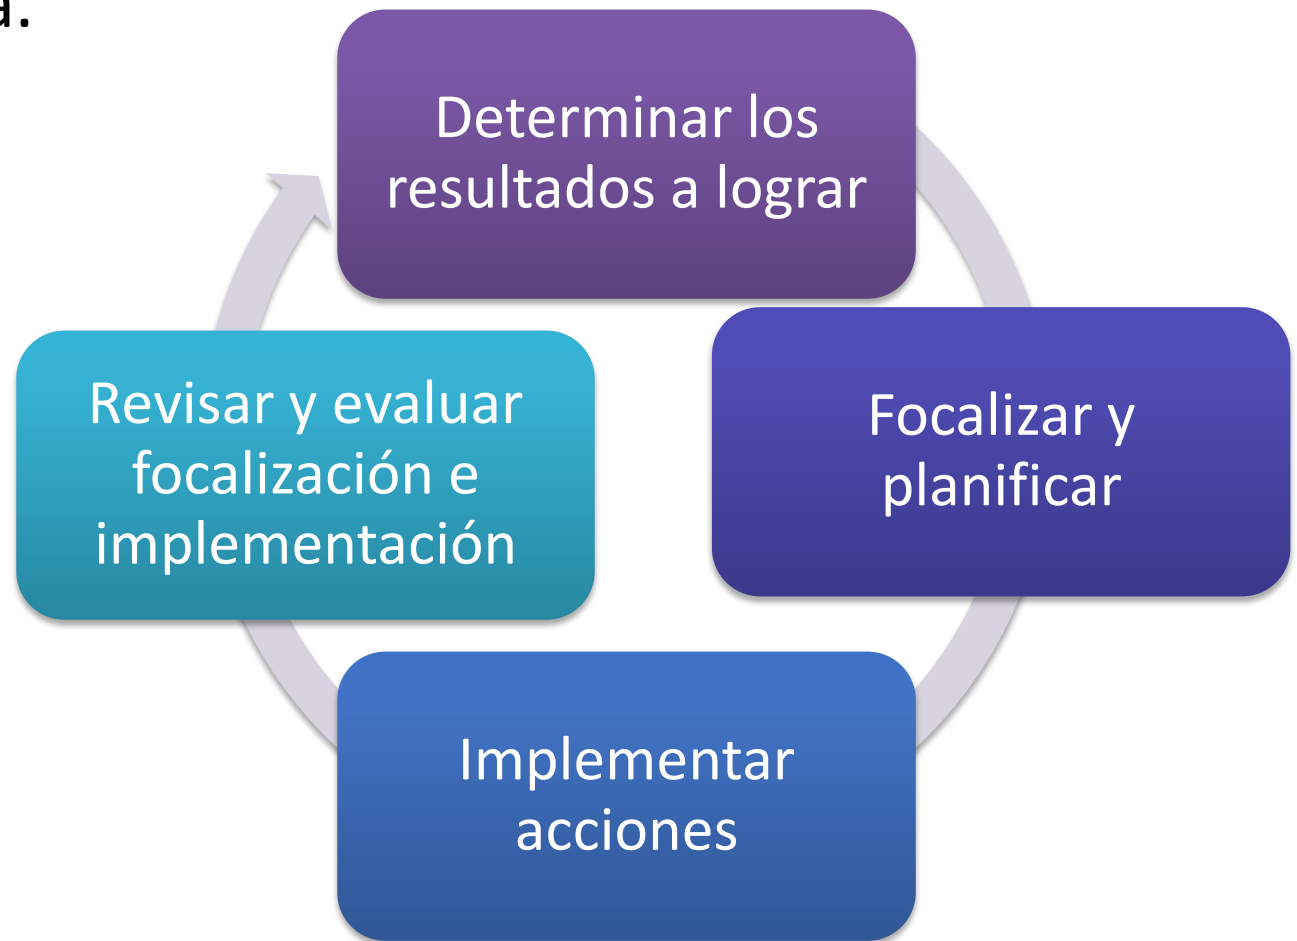 Determinar los
resultados a lograr
Focalizar y
planificar
Implementar
acciones
Revisar y evaluar
focalización e
implementación